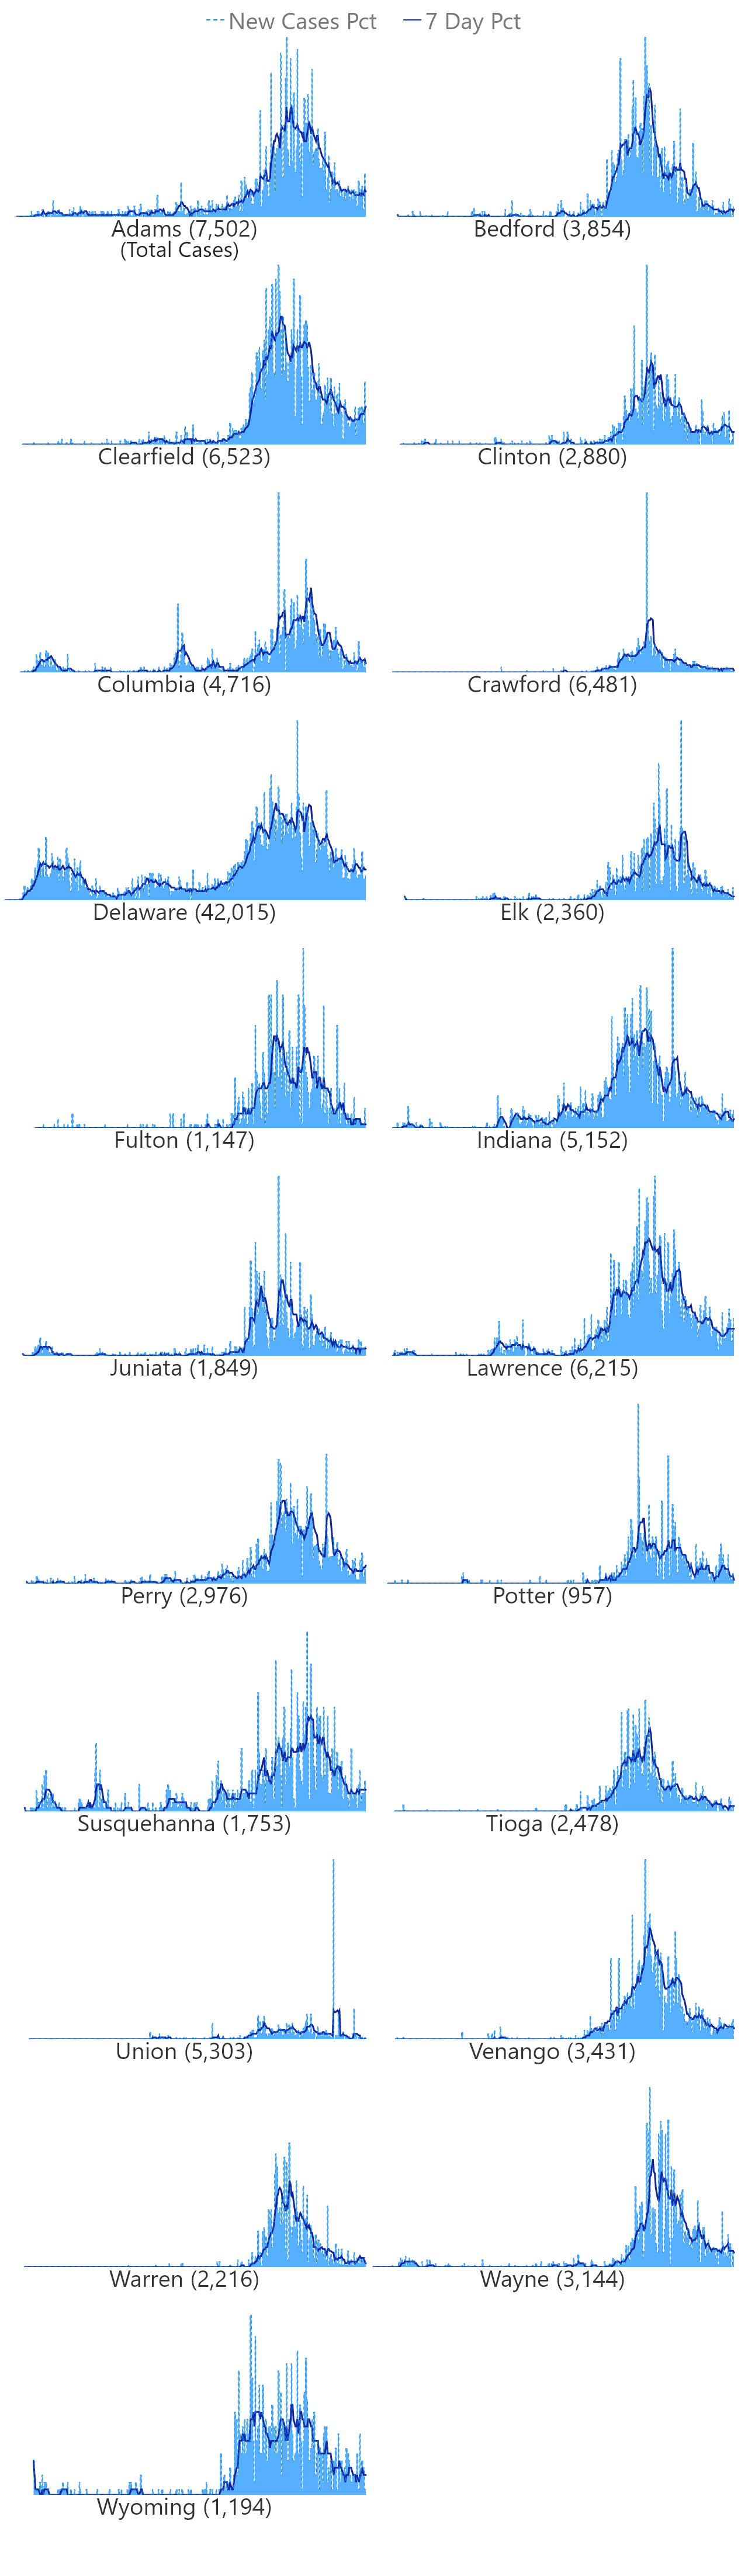 New Cases Pct 7 Day Pct
Adams (7,502) Bedford (3,854)
(Total Cases)
Clearfield (6,523) Clinton (2,880)
Columbia (4,716) Crawford (6,481)
Delaware (42,015) Elk (2,360)
Fulton (1,147) Indiana (5,152)
Juniata (1,849) Lawrence (6,215)
Perry (2,976) Potter (957)
Susquehanna (1,753) Tioga (2,478)
Union (5,303) Venango (3,431)
Warren (2,216) Wayne (3,144)
Wyoming (1,194)